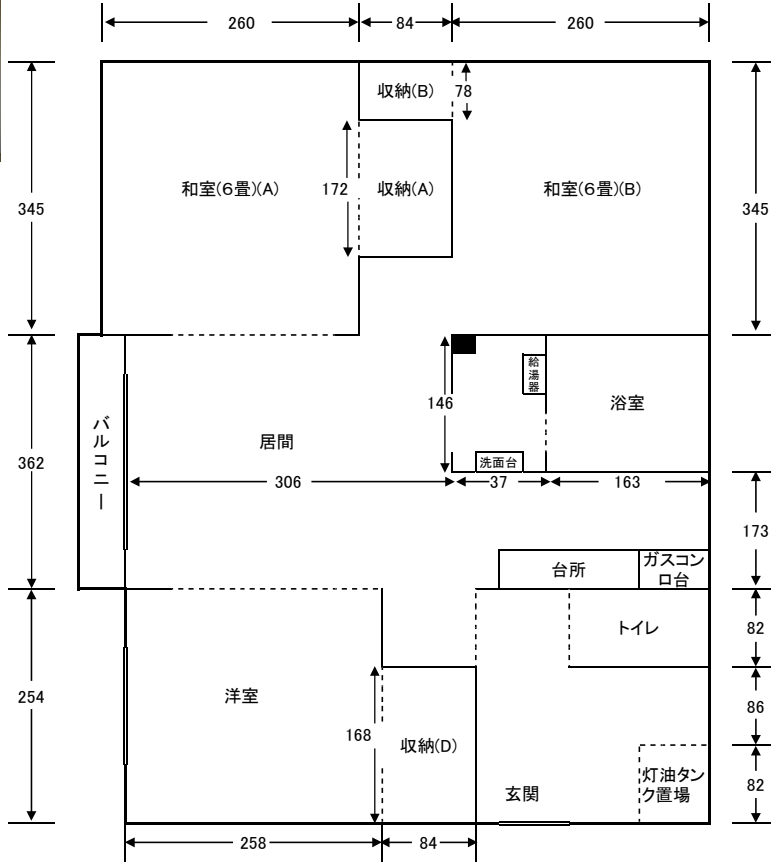 260
84
260
収納(B)
78
345
和室(6畳)(A)
172
収納(A)
和室(6畳)(B)
345
バルコニー
362
居間
146
給湯器
浴室
洗面台
306
37
163
173
台所
ガスコン
ロ台
トイレ
82
254
洋室
168
収納(D)
86
玄関
灯油タン
ク置場
82
258
84